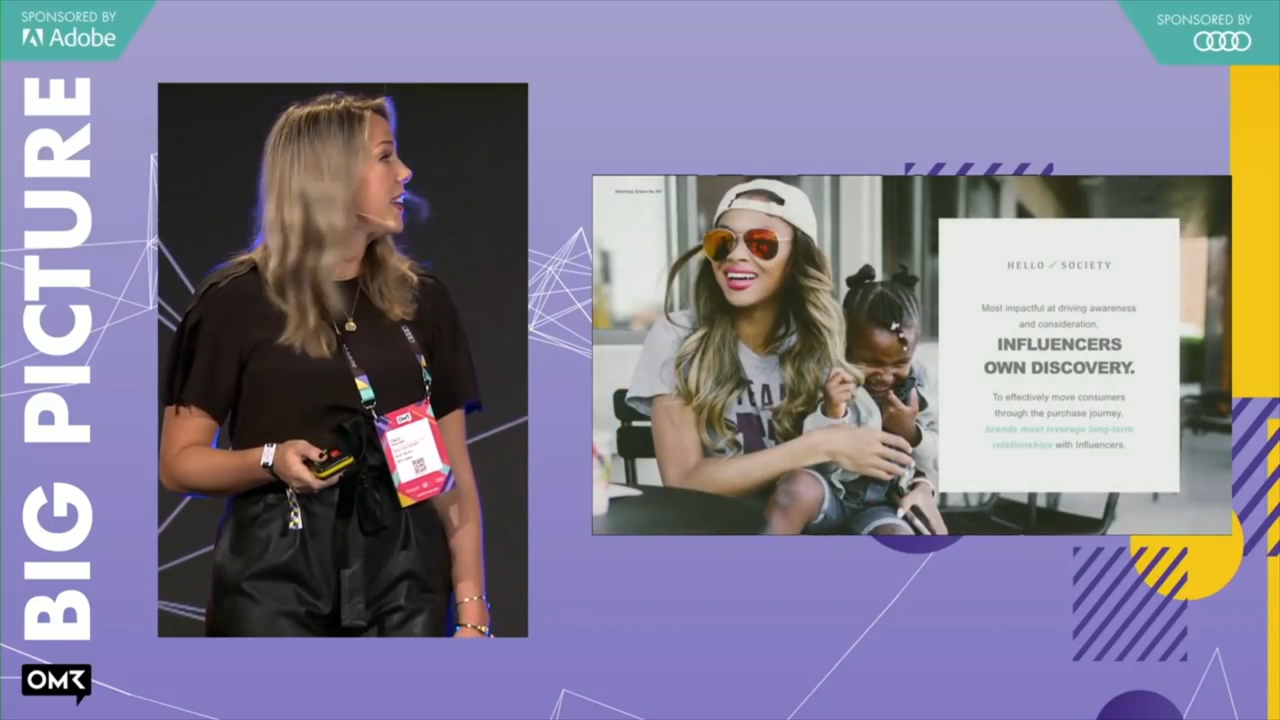 SPONSORED BY
Adobe
SPONSORED BY
BIG PICTURE
OMR
OMR
HELLO SOCIETY
Most impactful at driving awareness
and consideration,
INFLUENCERS
OWN DISCOVERY.
To effectively move consumers
through the purchase journey,
brands must leverage long-term
relationships with Influencers.